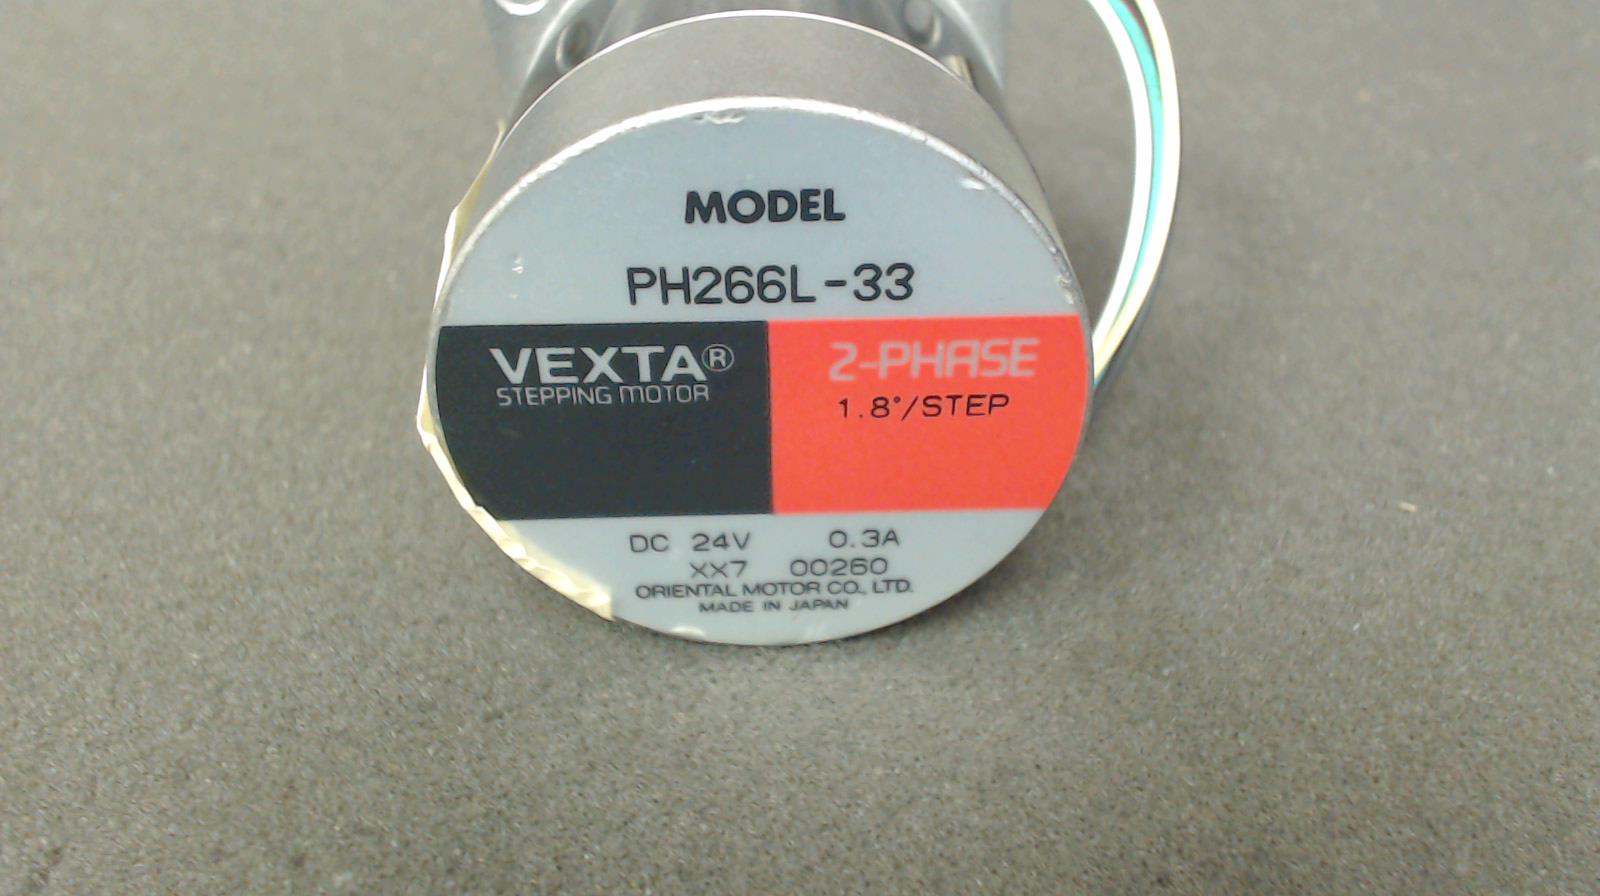 MODEL
PH266L-33
VEXTA®
STEPPING MOTOR
2-PHASE
1.8°/STEP
DC 24V 0.3A
XX7 00260
ORIENTAL MOTOR CO., LTD.
MADE IN JAPAN